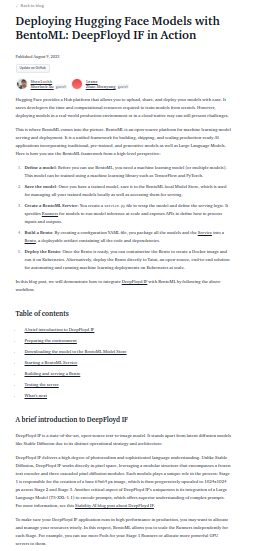 ← Back to blog
Deploying Hugging Face Models with
BentoML: DeepFloyd IF in Action
Published August 9, 2023
Update on GitHub
Sherlock Xu guest
Zhao Shenyang guest
Hugging Face provides a Hub platform that allows you to upload, share, and deploy your models with ease. It
saves developers the time and computational resources required to train models from scratch. However,
deploying models in a real-world production environment or in a cloud-native way can still present challenges.
This is where BentoML comes into the picture. BentoML is an open-source platform for machine learning model
serving and deployment. It is a unified framework for building, shipping, and scaling production-ready AI
applications incorporating traditional, pre-trained, and generative models as well as Large Language Models.
Here is how you use the BentoML framework from a high-level perspective:
1. Define a model: Before you can use BentoML, you need a machine learning model (or multiple models).
This model can be trained using a machine learning library such as TensorFlow and PyTorch.
2. Save the model: Once you have a trained model, save it to the BentoML local Model Store, which is used
for managing all your trained models locally as well as accessing them for serving.
3. Create a BentoML Service: You create a service.py file to wrap the model and define the serving logic. It
specifies Runners for models to run model inference at scale and exposes APIs to define how to process
inputs and outputs.
4. Build a Bento: By creating a configuration YAML file, you package all the models and the Service into a
Bento, a deployable artifact containing all the code and dependencies.
5. Deploy the Bento: Once the Bento is ready, you can containerize the Bento to create a Docker image and
run it on Kubernetes. Alternatively, deploy the Bento directly to Yatai, an open-source, end-to-end solution
for automating and running machine learning deployments on Kubernetes at scale.
In this blog post, we will demonstrate how to integrate DeepFloyd IF with BentoML by following the above
workflow.
Table of contents
A brief introduction to DeepFloyd IF
Preparing the environment
Downloading the model to the BentoML Model Store
Starting a BentoML Service
Building and serving a Bento
Testing the server
What's next
A brief introduction to DeepFloyd IF
DeepFloyd IF is a state-of-the-art, open-source text-to-image model. It stands apart from latent diffusion models
like Stable Diffusion due to its distinct operational strategy and architecture.
DeepFloyd IF delivers a high degree of photorealism and sophisticated language understanding. Unlike Stable
Diffusion, DeepFloyd IF works directly in pixel space, leveraging a modular structure that encompasses a frozen
text encoder and three cascaded pixel diffusion modules. Each module plays a unique role in the process: Stage
1 is responsible for the creation of a base 64x64 px image, which is then progressively upscaled to 1024x1024
px across Stage 2 and Stage 3. Another critical aspect of DeepFloyd IF's uniqueness is its integration of a Large
Language Model (T5-XXL-1.1) to encode prompts, which offers superior understanding of complex prompts.
For more information, see this Stability AI blog post about DeepFloyd IF.
To make sure your DeepFloyd IF application runs in high performance in production, you may want to allocate
and manage your resources wisely. In this respect, BentoML allows you to scale the Runners independently for
each Stage. For example, you can use more Pods for your Stage 1 Runners or allocate more powerful GPU
servers to them.